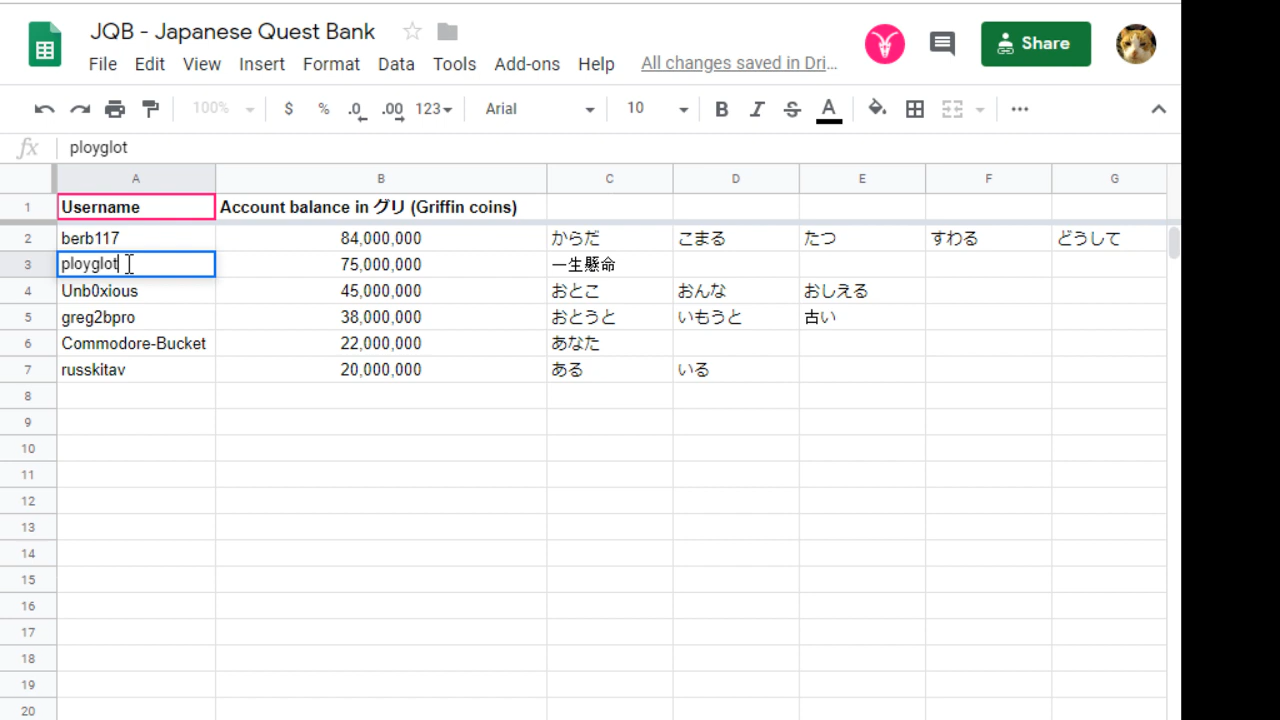 JQB - Japanese Quest Bank
File Edit View Insert Format Data Tools Add-ons Help All changes saved in Dri…
Share
100% $ % .0 .00 123 Arial 10 B I S A
fx ployglot
A B C D E F G
1 Username Account balance in グリ (Griffin coins)
2 berb117 84,000,000 からだ こまる たつ すわる どうして
3 ployglot 75,000,000 一生懸命
4 Unb0xious 45,000,000 おとこ おんな おしえる
5 greg2bpro 38,000,000 おとうと いもうと 古い
6 Commodore-Bucket 22,000,000 あなた
7 russkitav 20,000,000 ある いる
8
9
10
11
12
13
14
15
16
17
18
19
20